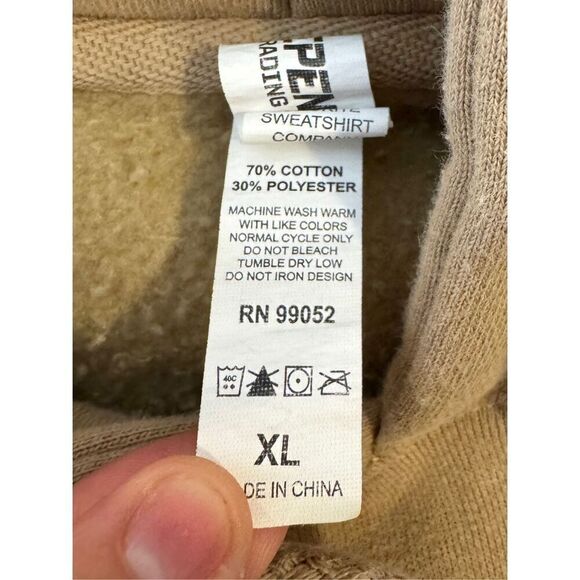 SWEATSHIRT
70% COTTON
30% POLYESTER
MACHINE WASH WARM
WITH LIKE COLORS
NORMAL CYCLE ONLY
DO NOT BLEACH
TUMBLE DRY LOW
DO NOT IRON DESIGN
RN 99052
40C
XL
DE IN CHINA